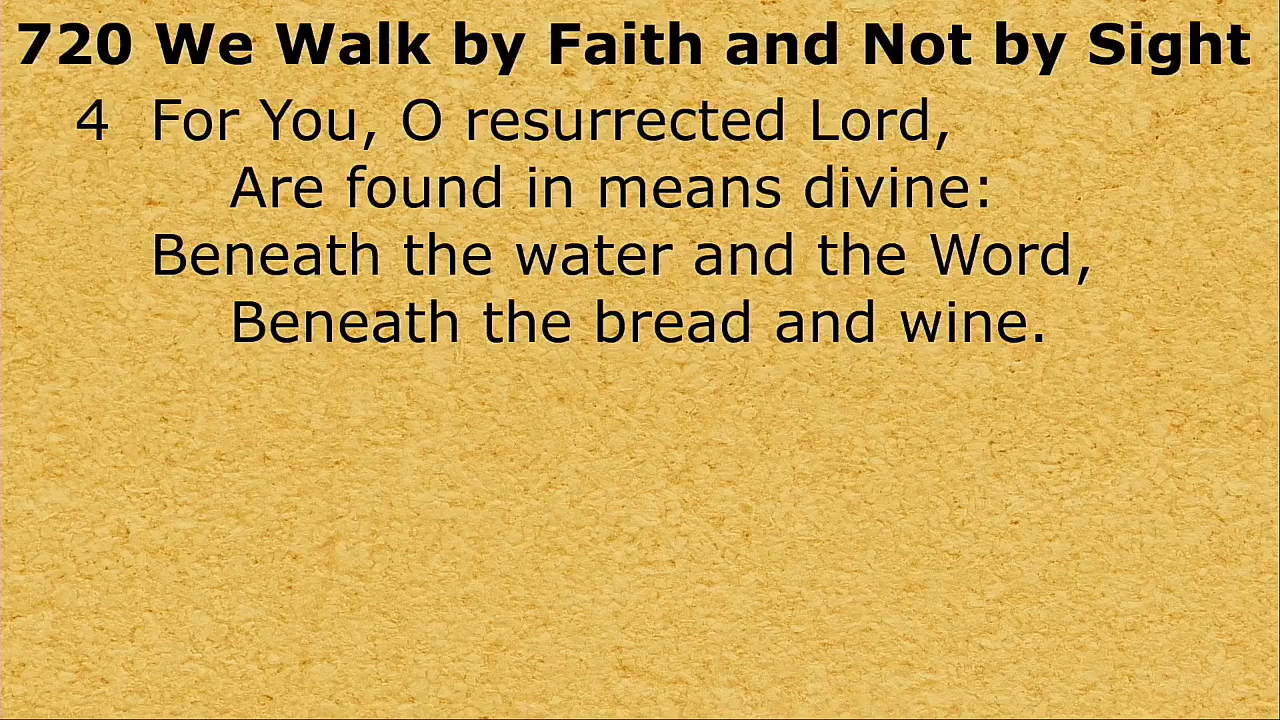 720 We Walk by Faith and Not by Sight
4 For You, O resurrected Lord,
Are found in means divine:
Beneath the water and the Word,
Beneath the bread and wine.